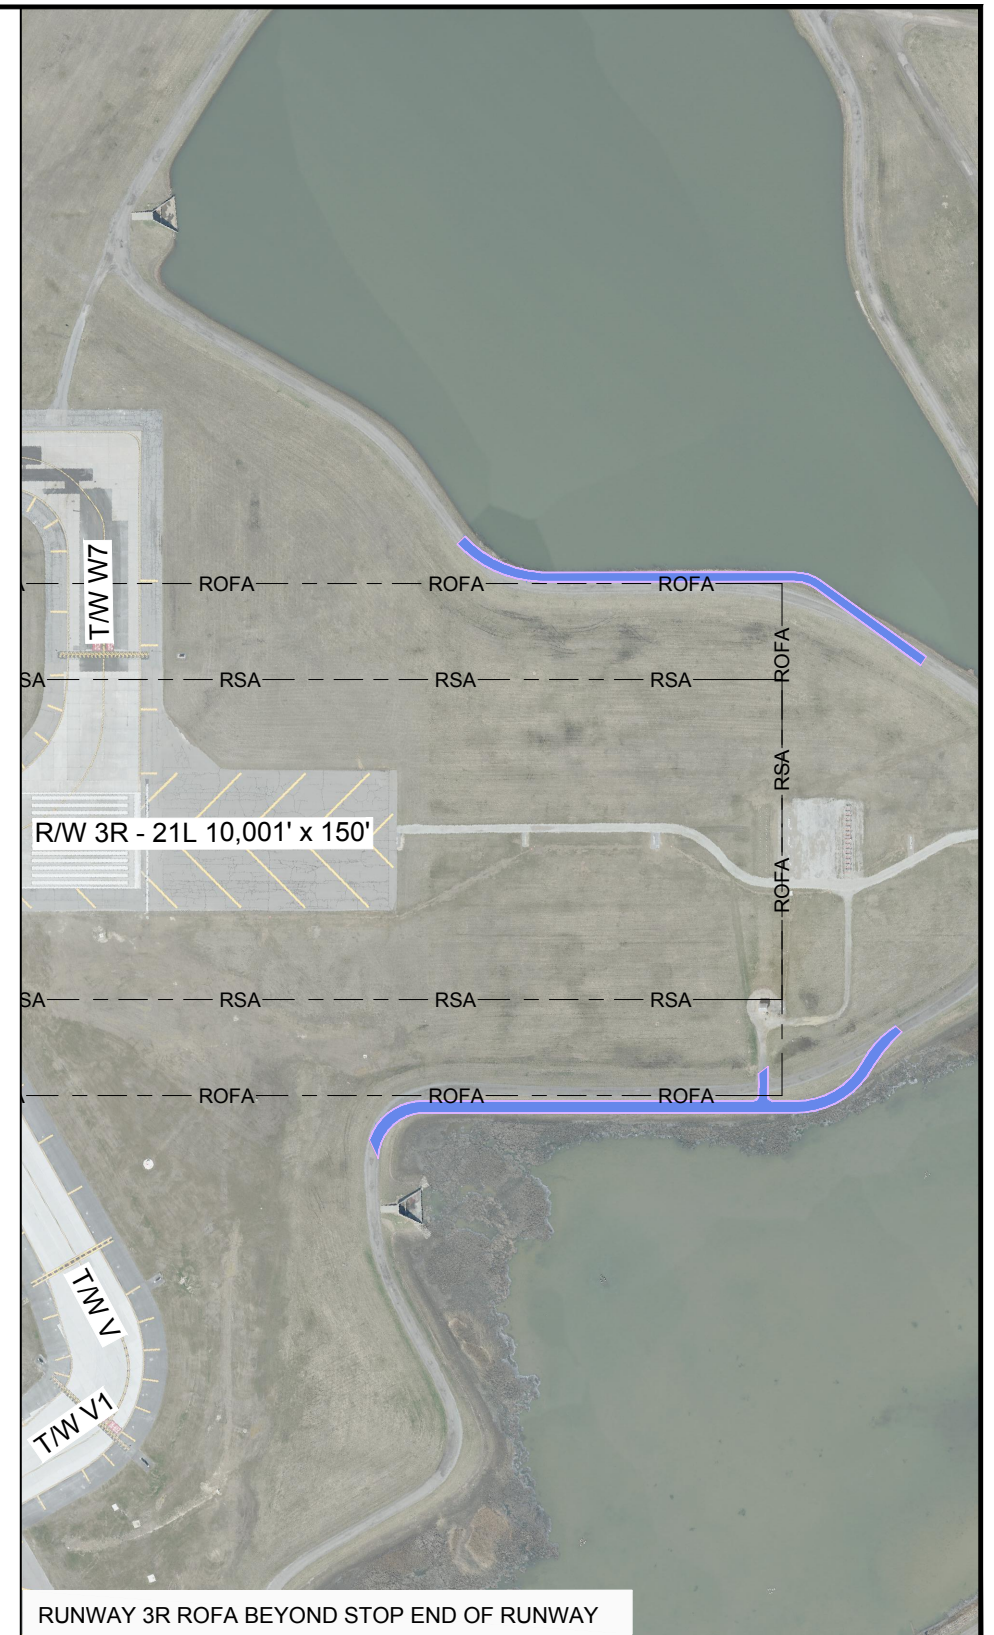 T/W W7
ROFA ROFA ROFA
ROFA
SA RSA RSA RSA
RSA
R/W 3R - 21L 10,001' x 150'
ROFA
SA RSA RSA RSA
ROFA ROFA ROFA
T/W V
T/W V1
RUNWAY 3R ROFA BEYOND STOP END OF RUNWAY